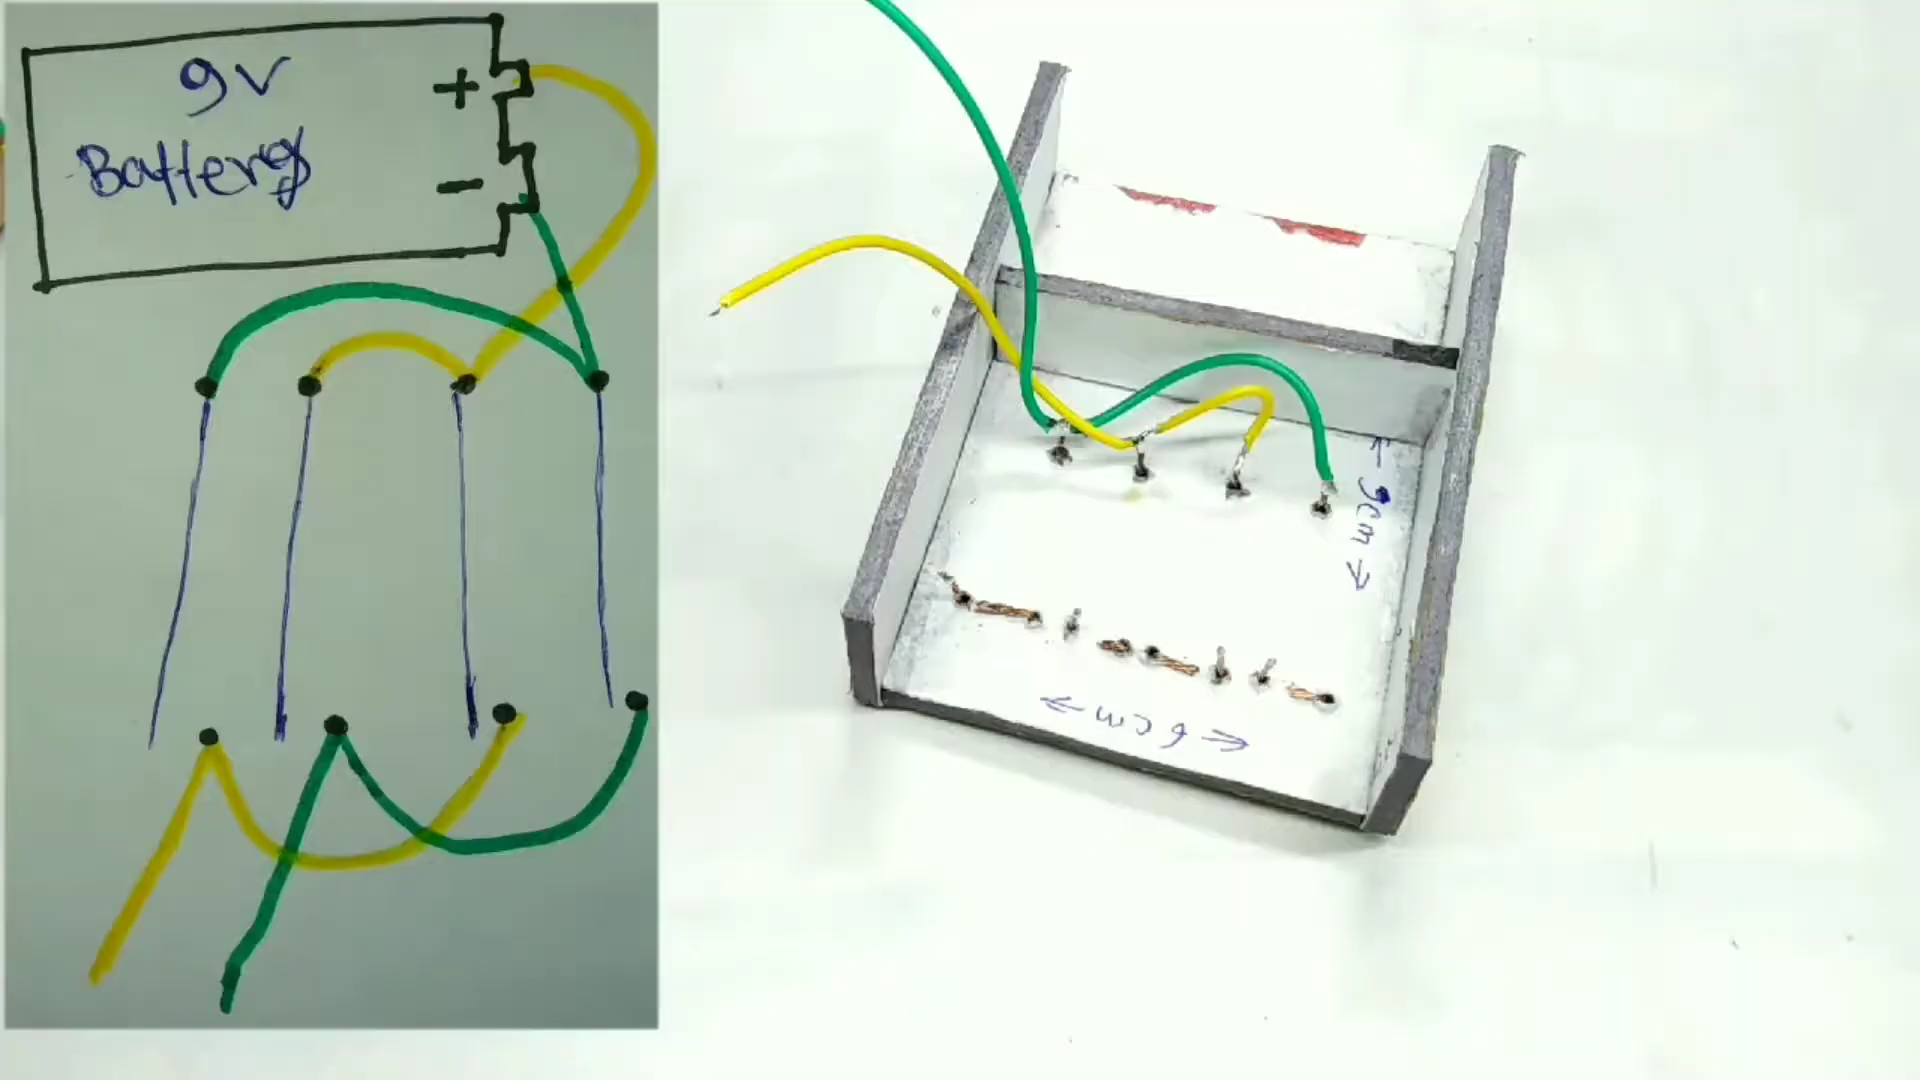 9v
+
Battery
-
← 9cm →
← 6cm →